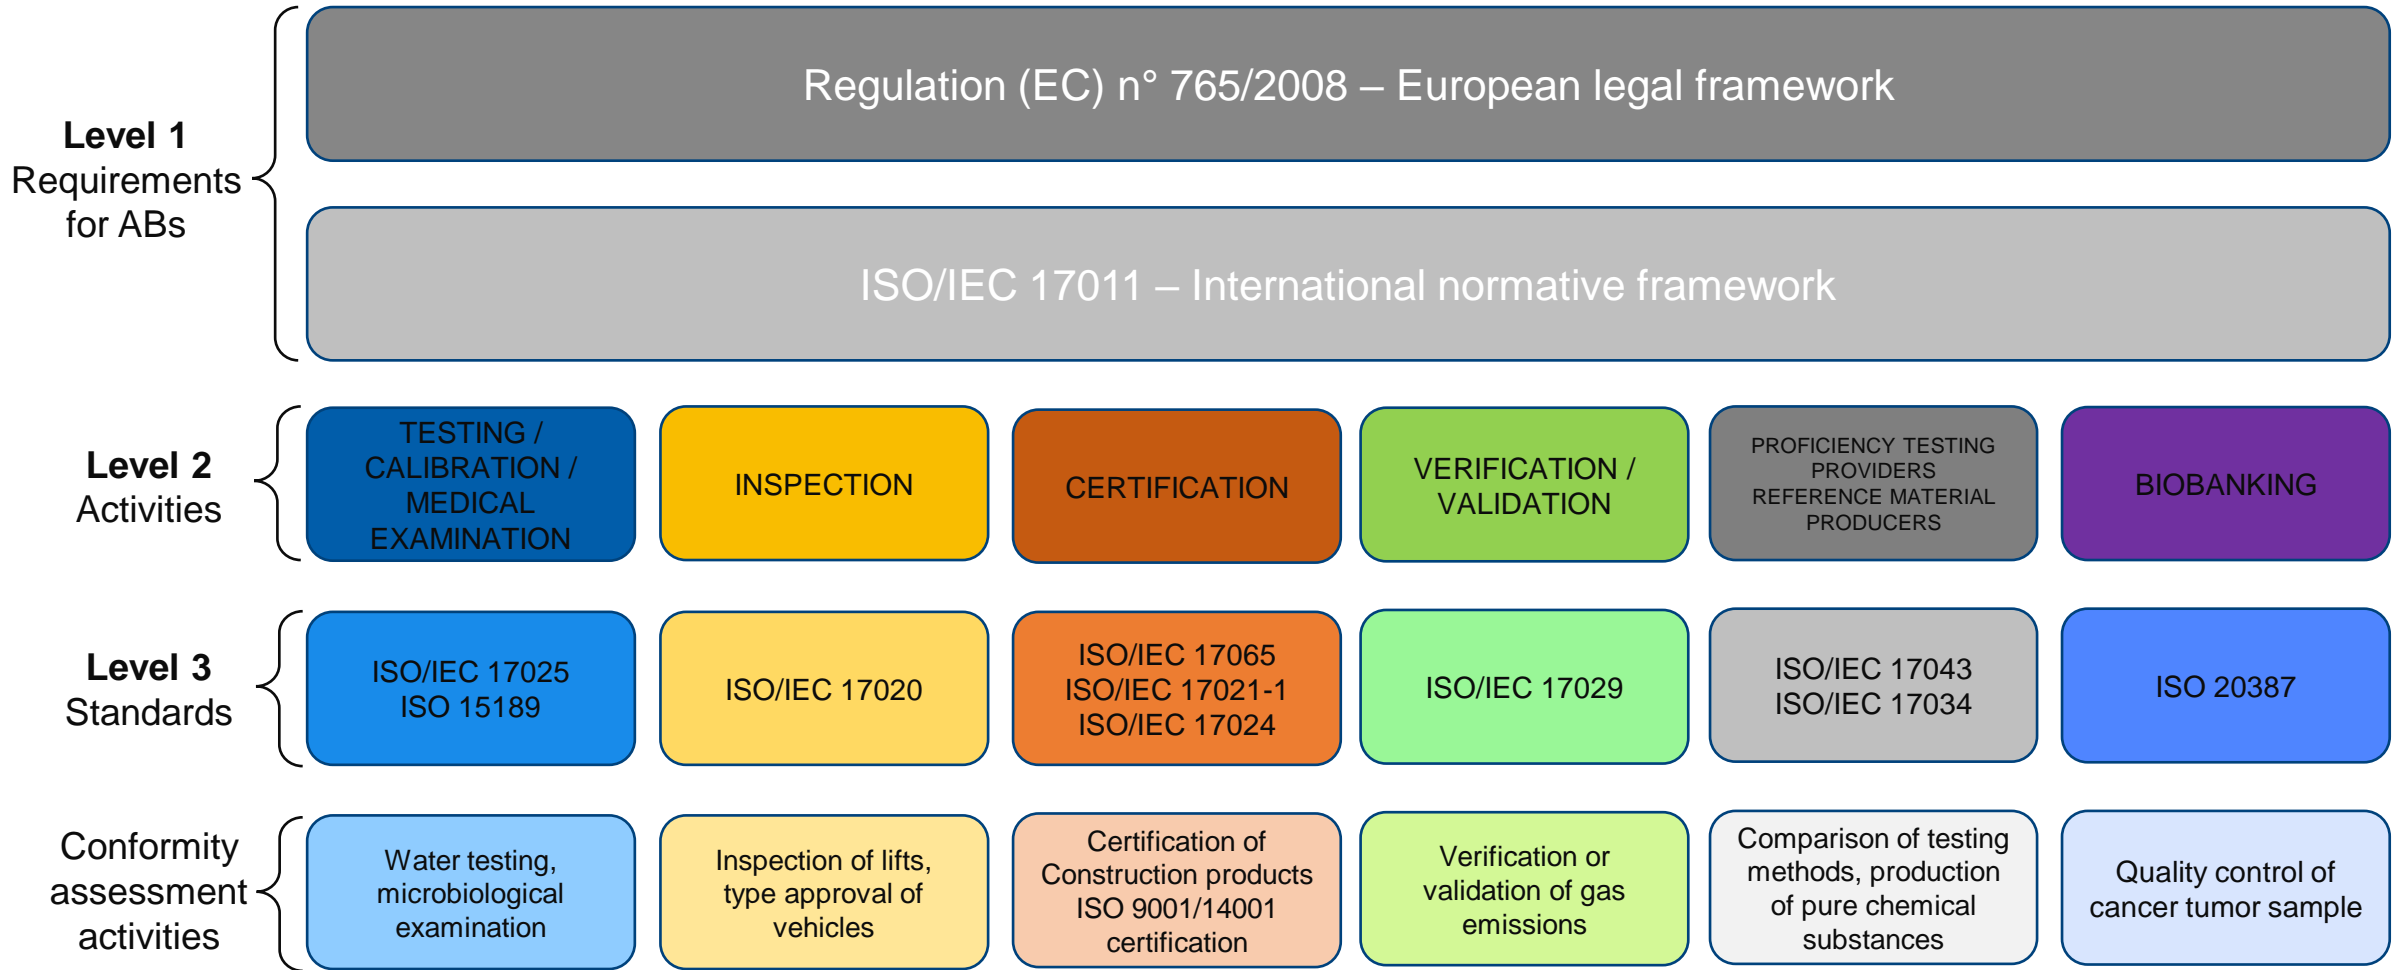 Level 1
Requirements
for ABs
Regulation (EC) n° 765/2008 – European legal framework
ISO/IEC 17011 – International normative framework
Level 2
Activities
TESTING /
CALIBRATION /
MEDICAL
EXAMINATION
INSPECTION
CERTIFICATION
VERIFICATION /
VALIDATION
PROFICIENCY TESTING
PROVIDERS
REFERENCE MATERIAL
PRODUCERS
BIOBANKING
Level 3
Standards
ISO/IEC 17025
ISO 15189
ISO/IEC 17020
ISO/IEC 17065
ISO/IEC 17021-1
ISO/IEC 17024
ISO/IEC 17029
ISO/IEC 17043
ISO/IEC 17034
ISO 20387
Conformity
assessment
activities
Water testing,
microbiological
examination
Inspection of lifts,
type approval of
vehicles
Certification of
Construction products
ISO 9001/14001
certification
Verification or
validation of gas
emissions
Comparison of testing
methods, production
of pure chemical
substances
Quality control of
cancer tumor sample